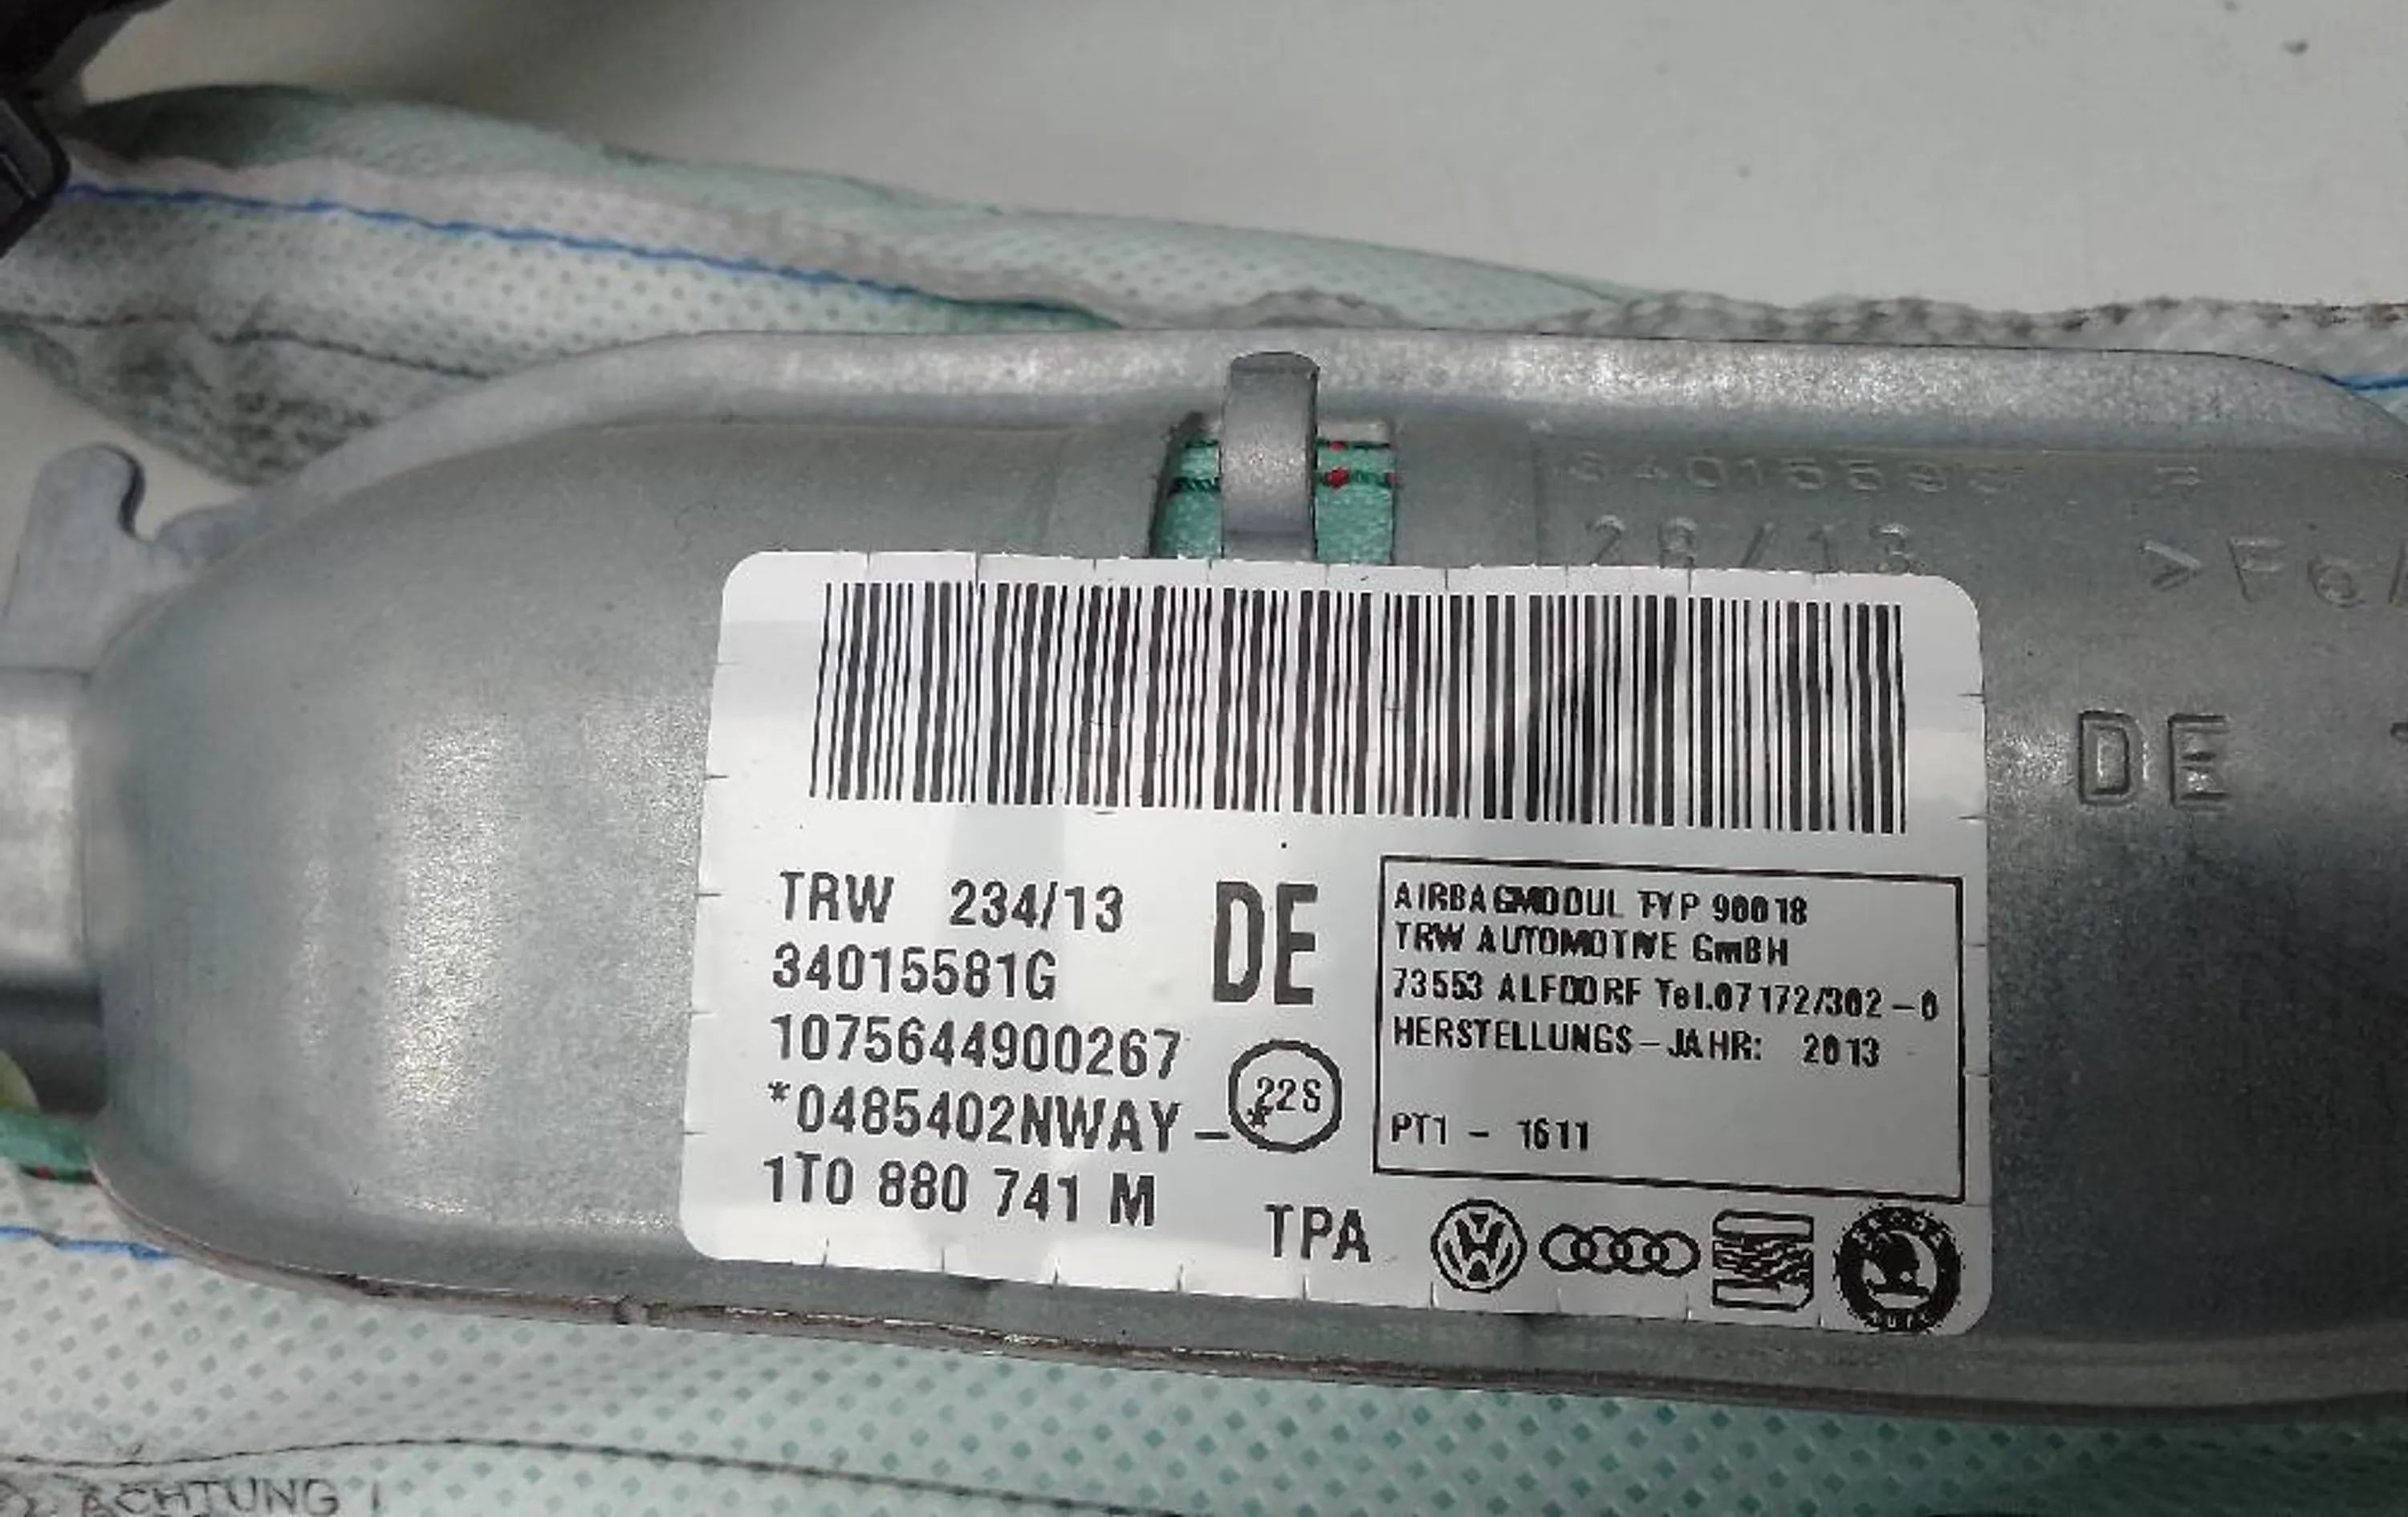 28/13
DE
TRW 234/13
34015581G
1075644900267
*0485402NWAY-*
1T0 880 741 M
DE
22S
TPA
AIRBAGMODUL TYP 90018
TRW AUTOMOTIVE GmBH
73553 ALFDORF Tel.07172/302-0
HERSTELLUNGS-JAHR: 2013
PT1 - 1611
ACHTUNG !